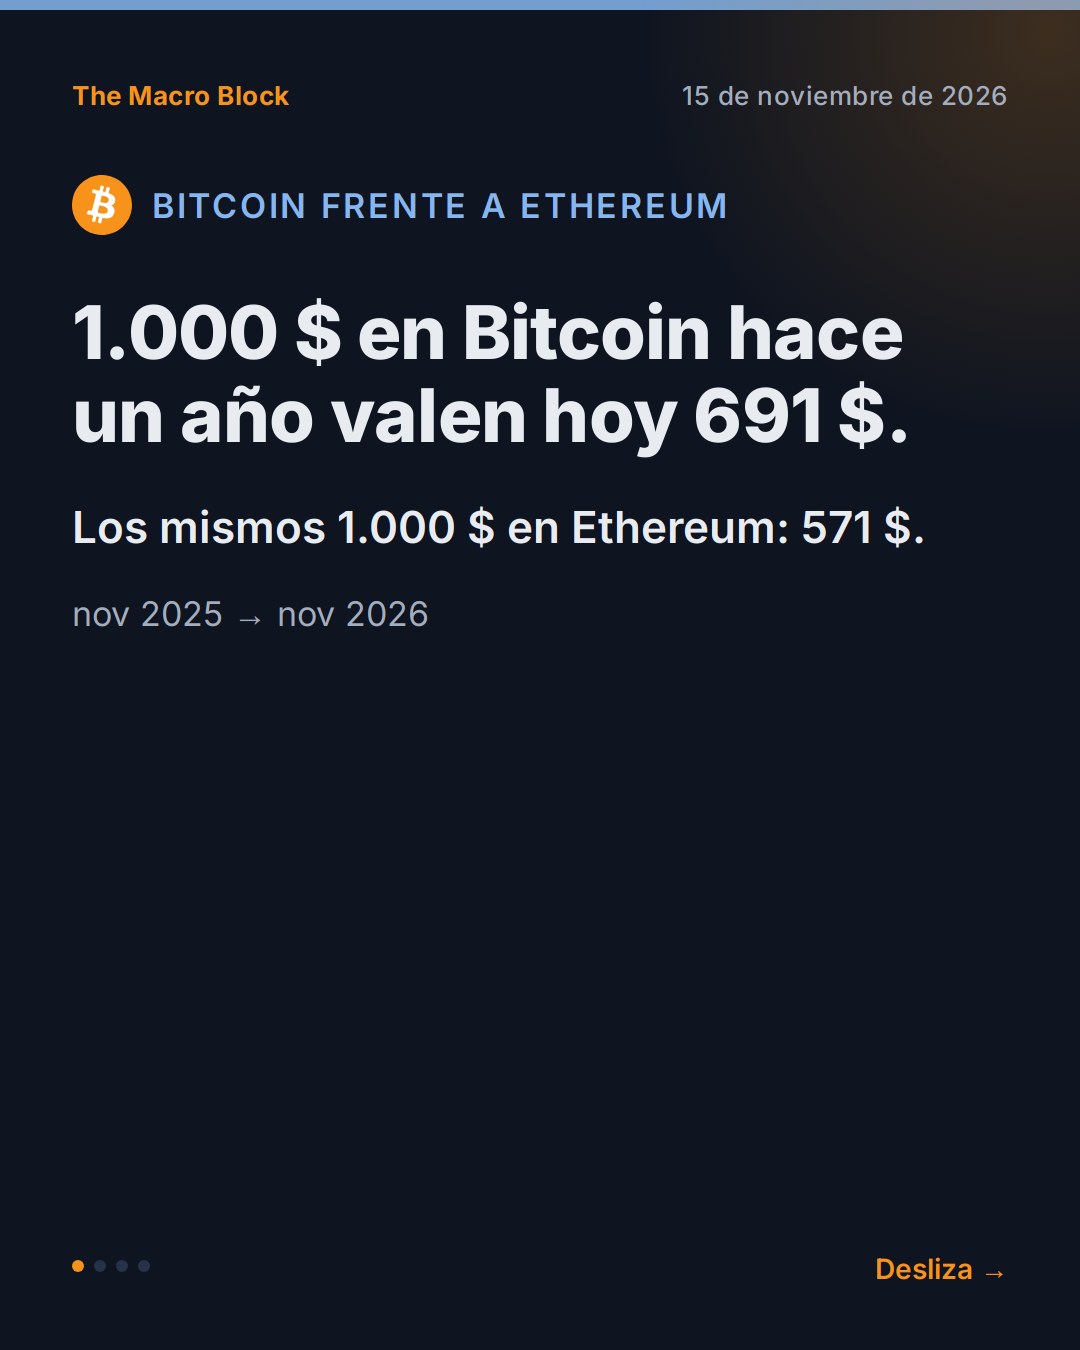 The Macro Block
15 de noviembre de 2026
BITCOIN FRENTE A ETHEREUM
1.000 $ en Bitcoin hace
un año valen hoy 691 $.
Los mismos 1.000 $ en Ethereum: 571 $.
nov 2025 → nov 2026
Desliza →